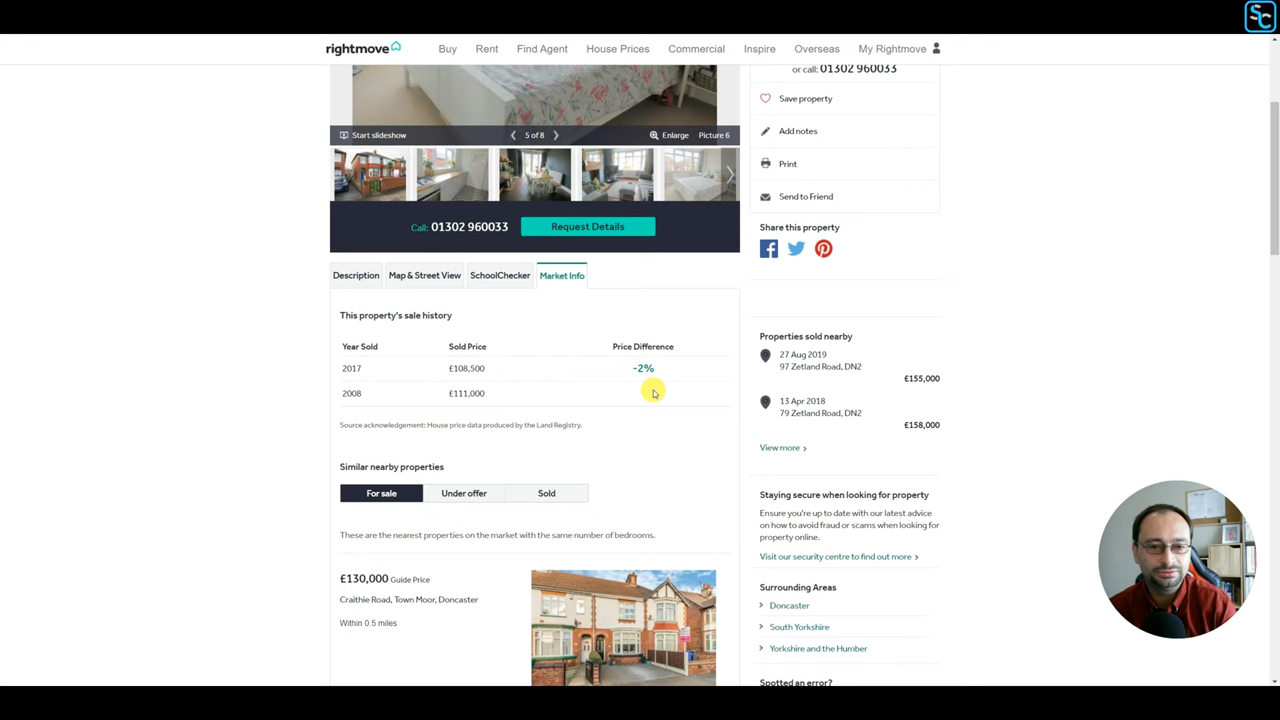 SC
rightmove
Buy
Rent
Find Agent
House Prices
Commercial
Inspire
Overseas
My Rightmove
or call: 01302 960033
Save property
Add notes
Print
Send to Friend
Share this property
Start slideshow
5 of 8
Enlarge
Picture 6
Call: 01302 960033
Request Details
Description
Map & Street View
SchoolChecker
Market Info
This property's sale history
Year Sold
Sold Price
Price Difference
2017
£108,500
-2%
2008
£111,000
Source acknowledgement: House price data produced by the Land Registry.
Similar nearby properties
For sale
Under offer
Sold
These are the nearest properties on the market with the same number of bedrooms.
£130,000 Guide Price
Craithie Road, Town Moor, Doncaster
Within 0.5 miles
Properties sold nearby
27 Aug 2019
97 Zetland Road, DN2
£155,000
13 Apr 2018
79 Zetland Road, DN2
£158,000
View more
Staying secure when looking for property
Ensure you're up to date with our latest advice
on how to avoid fraud or scams when looking for
property online.
Visit our security centre to find out more
Surrounding Areas
Doncaster
South Yorkshire
Yorkshire and the Humber
Spotted an error?